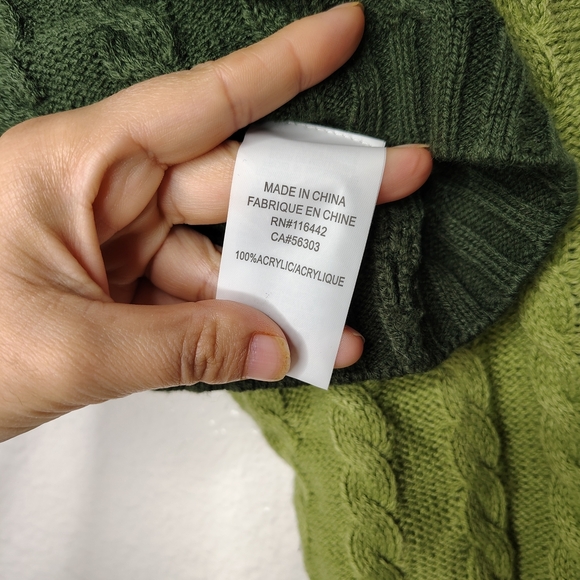 MADE IN CHINA
FABRIQUE EN CHINE
RN#116442
CA#56303
100%ACRYLIC/ACRYLIQUE